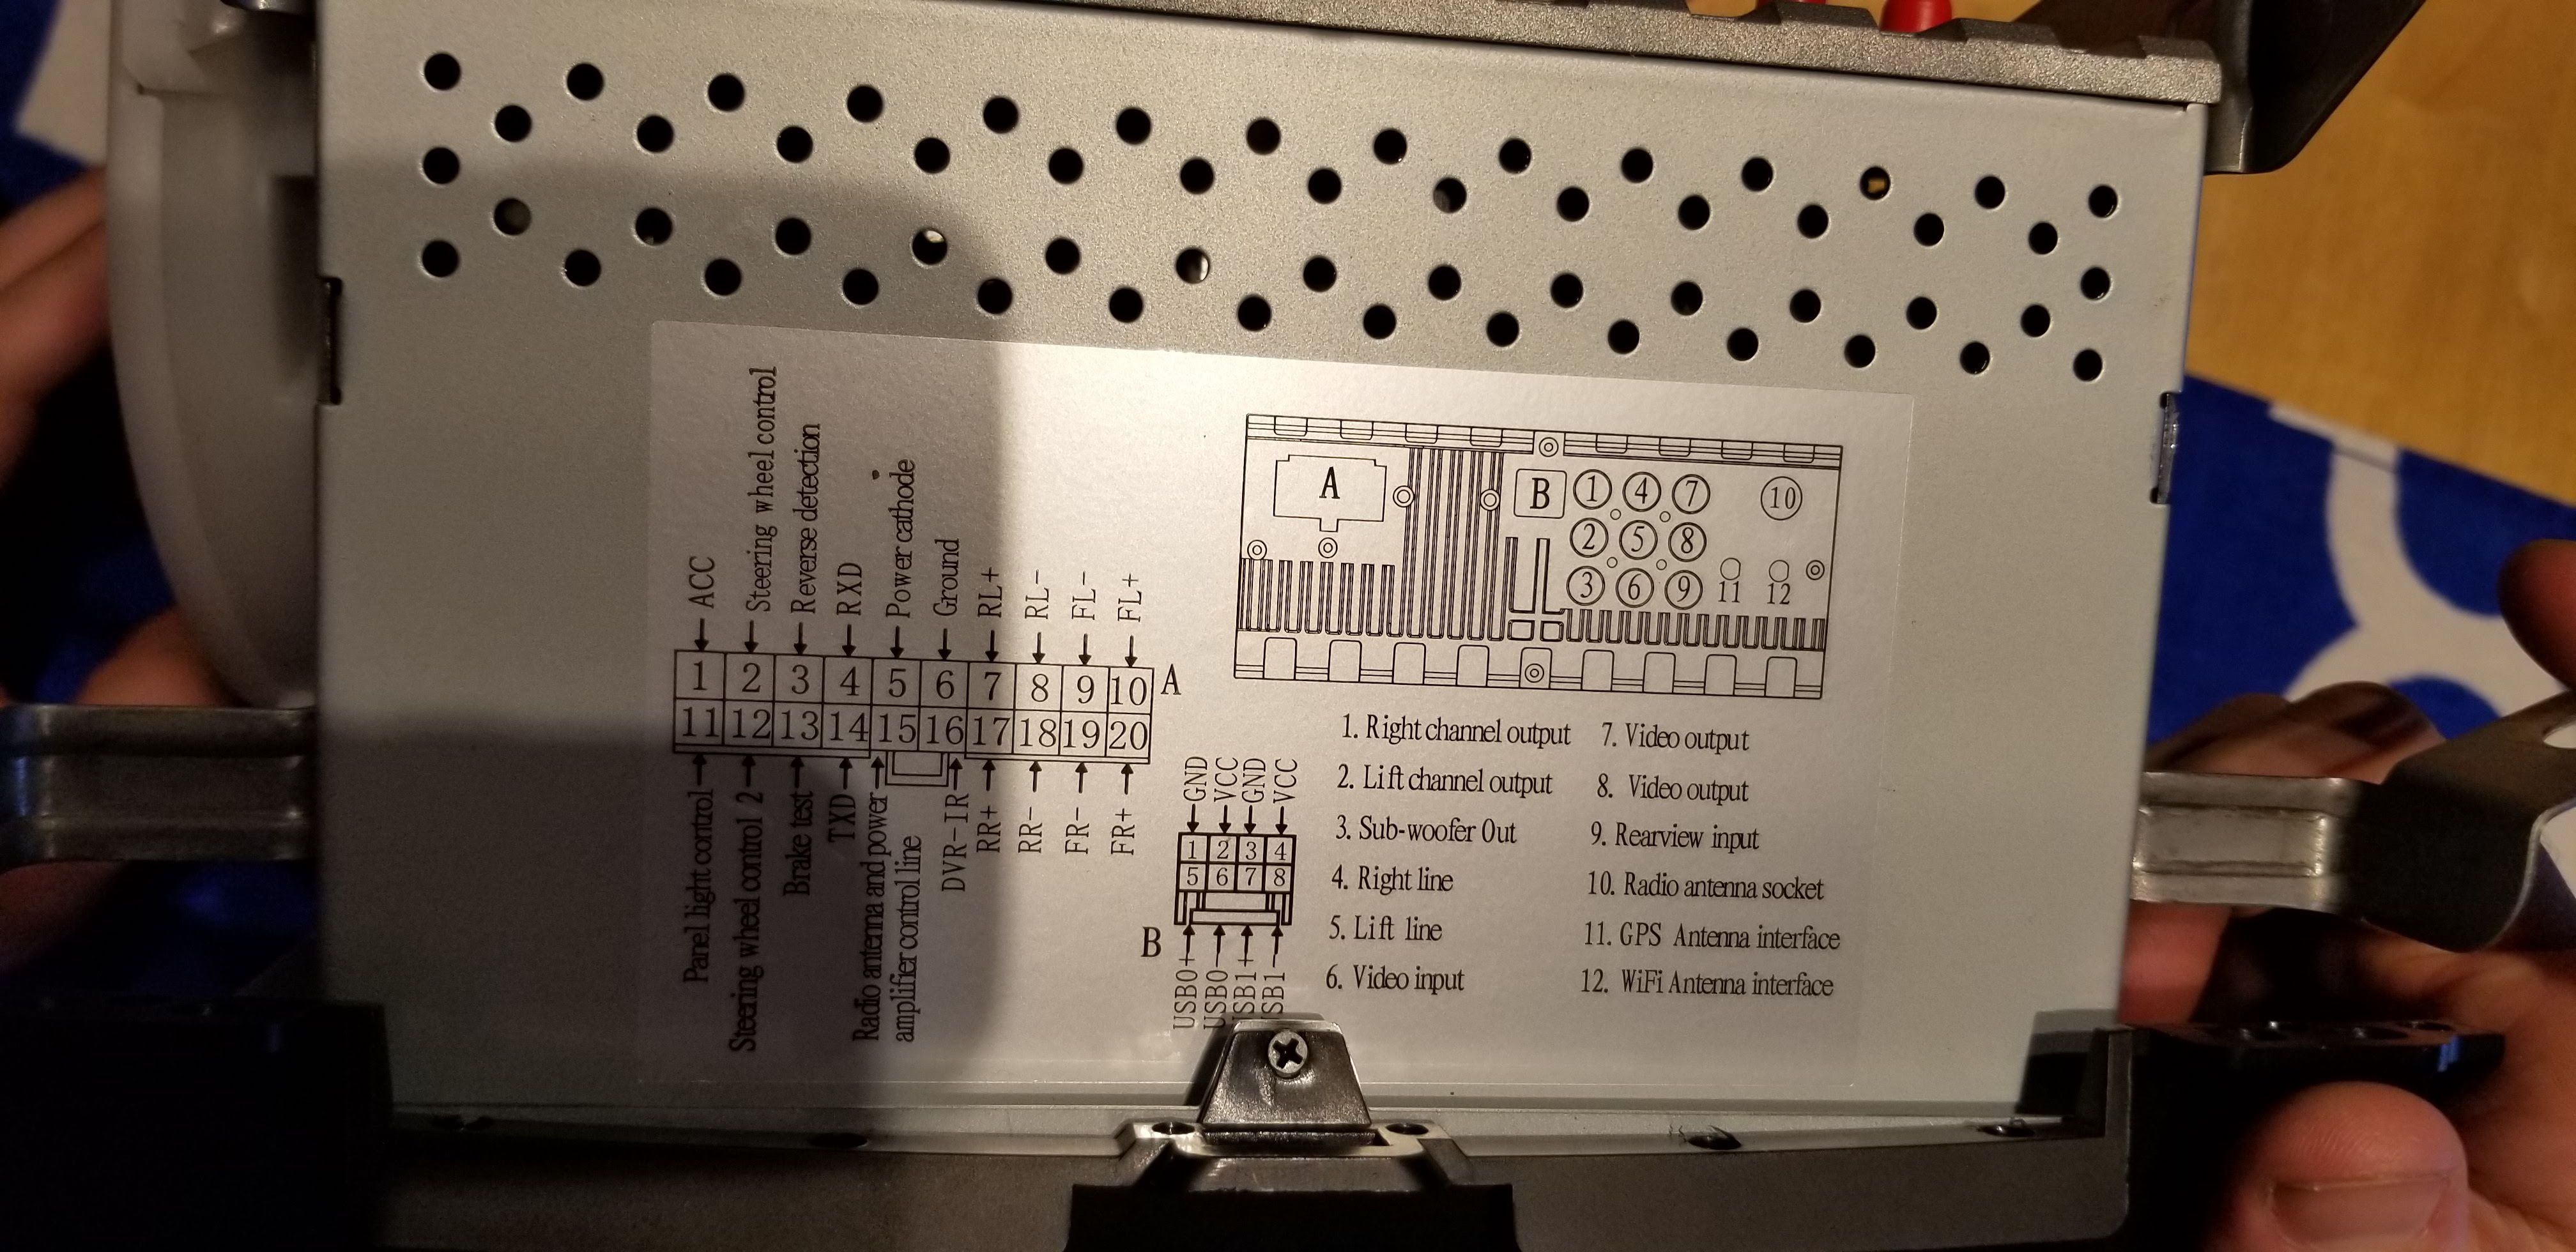 ACC
Steering wheel control
Reverse detection
RXD
Power cathode
Ground
RL+
RL-
FL-
FL+
1 2 3 4 5 6 7 8 9 10 A
11 12 13 14 15 16 17 18 19 20
Panel light control
Steering wheel control 2
Brake test
TXD
Radio antenna and power
amplifier control line
DVR-IR
RR+
RR-
FR-
FR+
GND
VCC
GND
VCC
1 2 3 4
5 6 7 8
B
USB0+
USB0-
USB1+
USB1-
A B 1 4 7 10
2 5 8
3 6 9 11 12
1. Right channel output
2. Lift channel output
3. Sub-woofer Out
4. Right line
5. Lift line
6. Video input
7. Video output
8. Video output
9. Rearview input
10. Radio antenna socket
11. GPS Antenna interface
12. WiFi Antenna interface